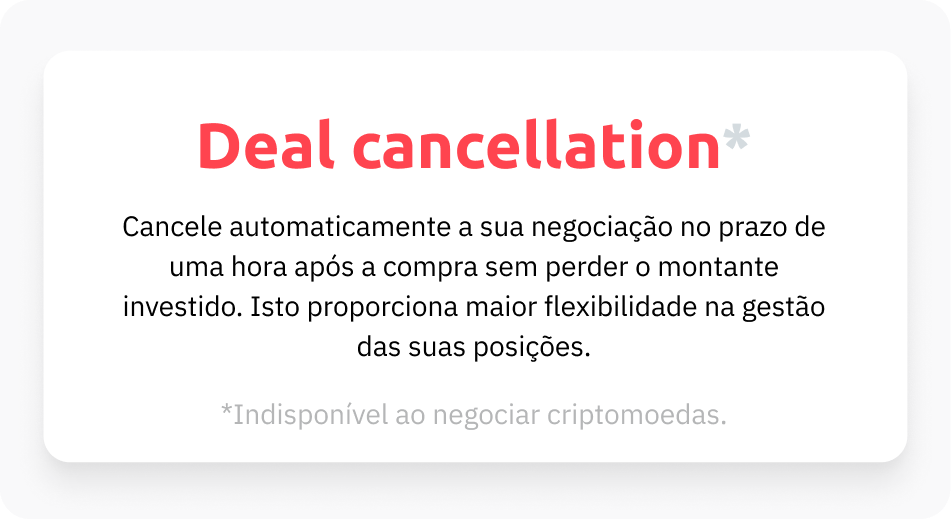 Deal cancellation*
Cancele automaticamente a sua negociação no prazo de
uma hora após a compra sem perder o montante
investido. Isto proporciona maior flexibilidade na gestão
das suas posições.
*Indisponível ao negociar criptomoedas.